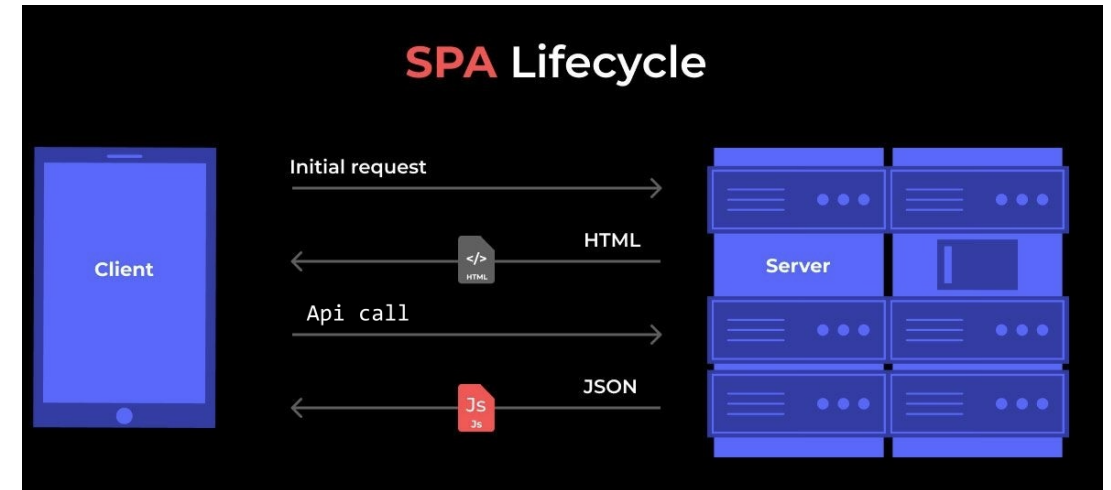 SPA Lifecycle
Initial request
HTML
</>
HTML
Client
Server
Api call
JSON
Js
Js